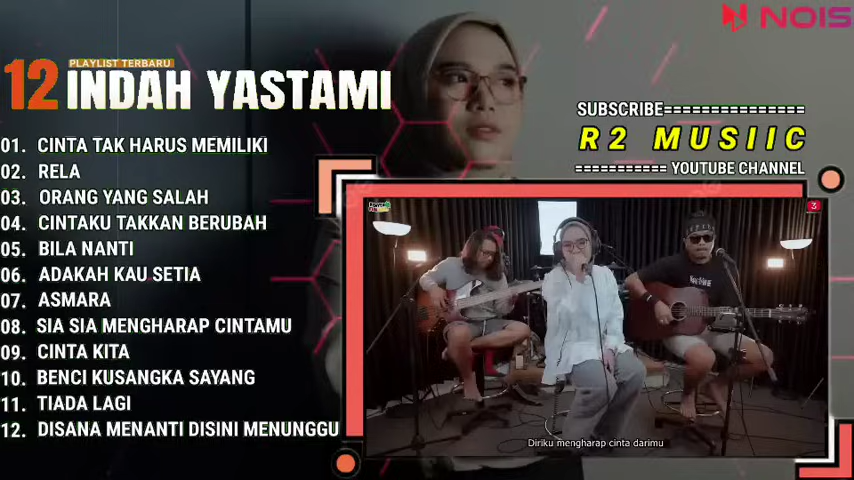 NOIS
PLAYLIST TERBARU
12 INDAH YASTAMI
SUBSCRIBE===============
R2 MUSIIC
=========== YOUTUBE CHANNEL
01. CINTA TAK HARUS MEMILIKI
02. RELA
03. ORANG YANG SALAH
04. CINTAKU TAKKAN BERUBAH
05. BILA NANTI
06. ADAKAH KAU SETIA
07. ASMARA
08. SIA SIA MENGHARAP CINTAMU
09. CINTA KITA
10. BENCI KUSANGKA SAYANG
11. TIADA LAGI
12. DISANA MENANTI DISINI MENUNGGU
3
Diriku mengharap cinta darimu